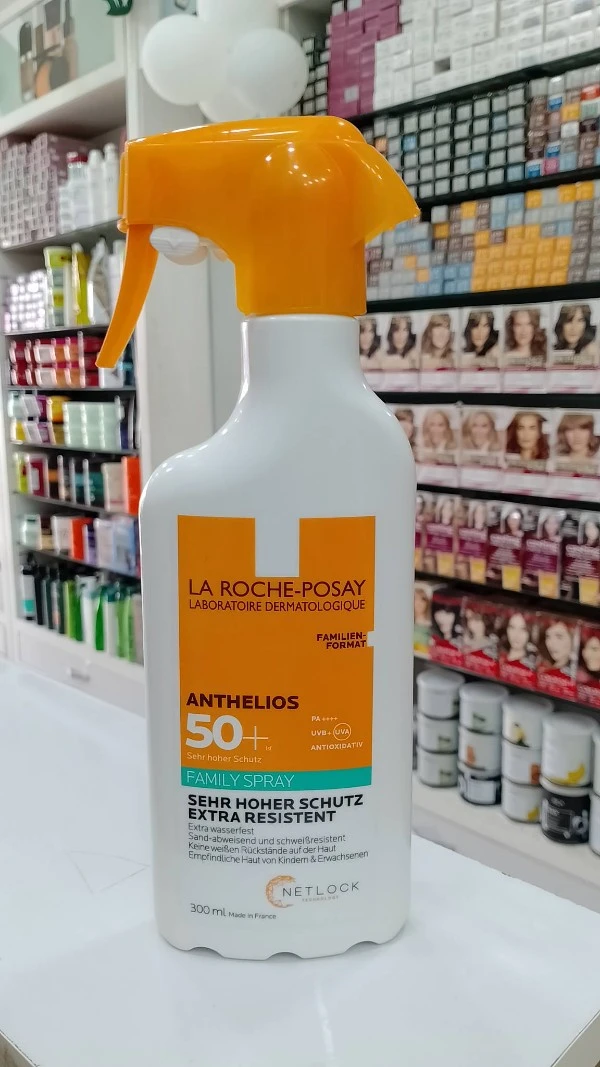 LA ROCHE-POSAY
LABORATOIRE DERMATOLOGIQUE
FAMILIEN-
FORMAT
ANTHELIOS
50+
Sehr hoher Schutz
PA ++++
UVB+ UVA
ANTIOXIDATIV
FAMILY SPRAY
SEHR HOHER SCHUTZ
EXTRA RESISTENT
Extra wasserfest
Sand-abweisend und schweißresistent
Keine weißen Rückstände auf der Haut
Empfindliche Haut von Kindern & Erwachsenen
NETLOCK
TECHNOLOGY
300 ml Made in France